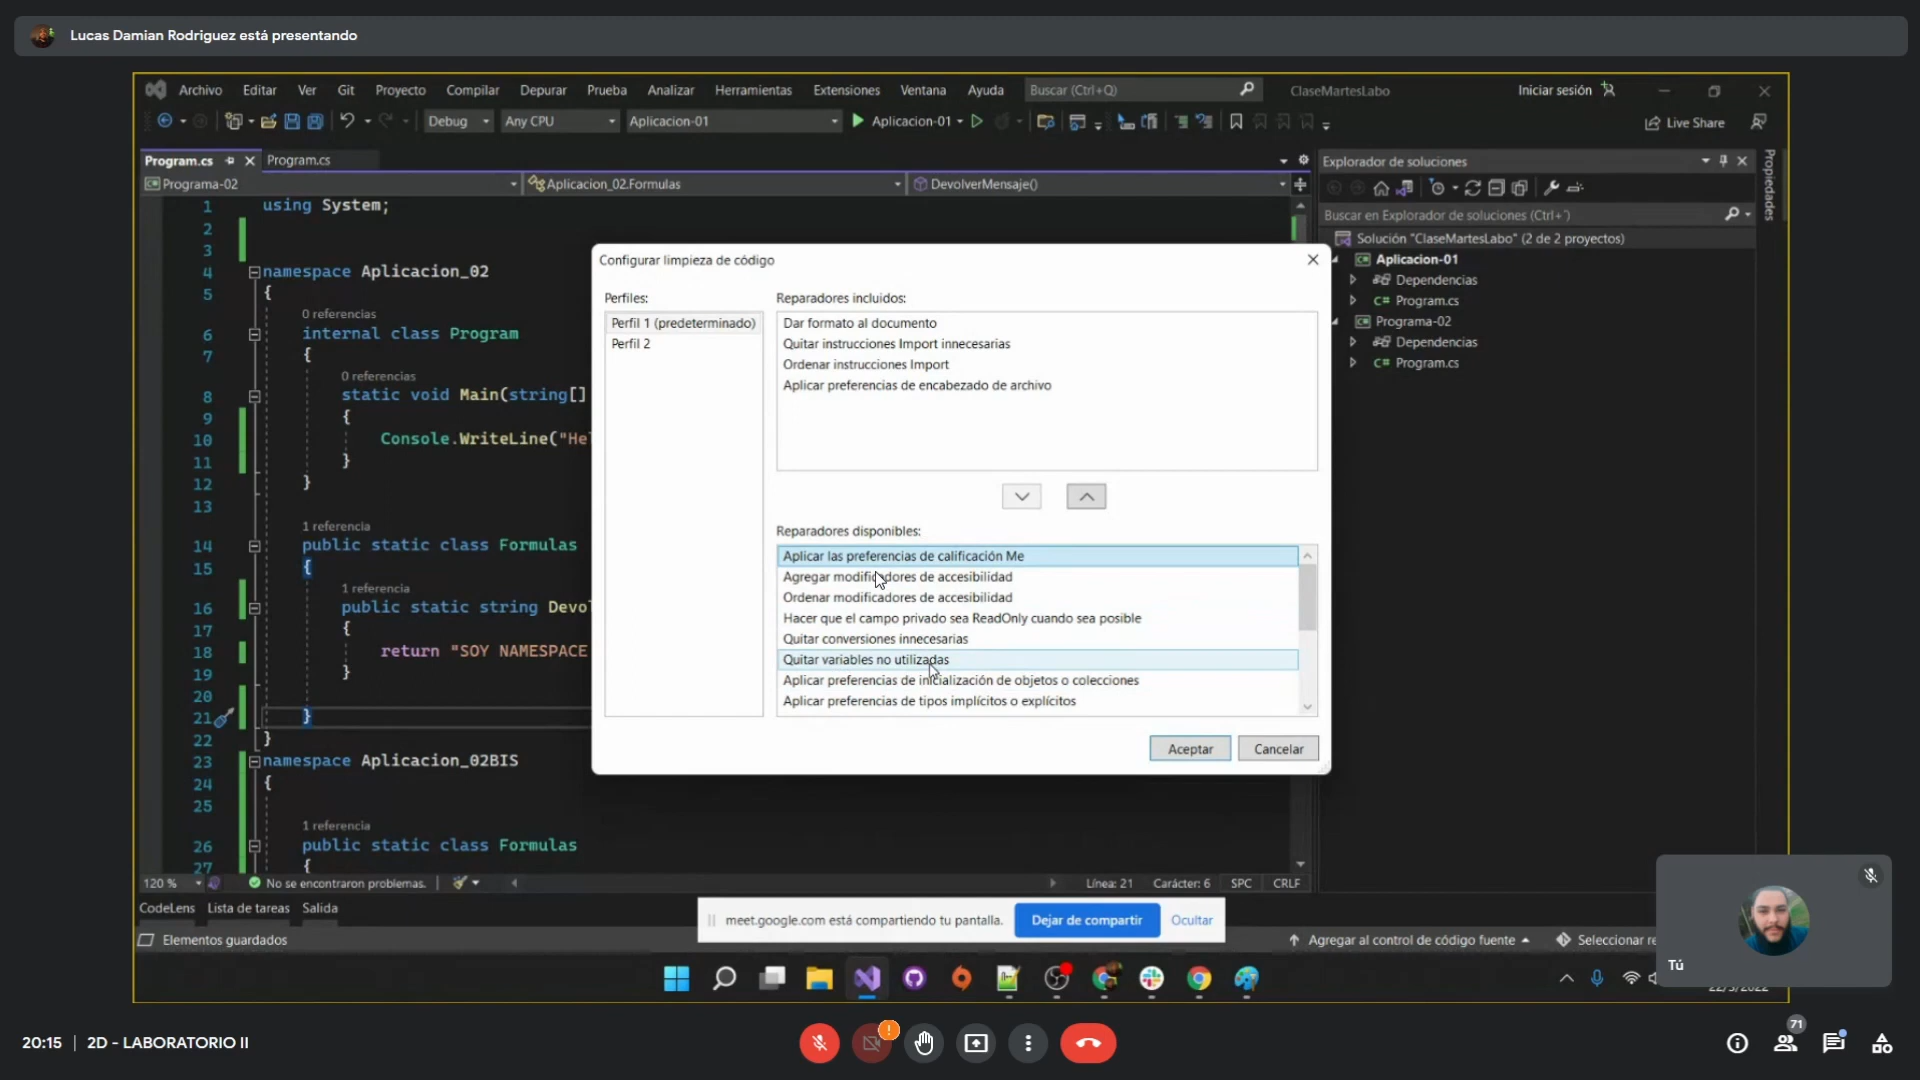 Lucas Damian Rodriguez está presentando
Archivo Editar Ver Git Proyecto Compilar Depurar Prueba Analizar Herramientas Extensiones Ventana Ayuda Buscar (Ctrl+Q) ClaseMartesLabo Iniciar sesión
Debug Any CPU Aplicacion-01 Aplicacion-01 Live Share
Program.cs Program.cs
Programa-02 Aplicacion_02.Formulas DevolverMensaje()
1 using System;
2
3
4 namespace Aplicacion_02
5 {
0 referencias
6 internal class Program
7 {
0 referencias
8 static void Main(string[]
9 {
10 Console.WriteLine("Hel
11 }
12 }
13
1 referencia
14 public static class Formulas
15 {
1 referencia
16 public static string Devol
17 {
18 return "SOY NAMESPACE
19 }
20
21 }
22 }
23 namespace Aplicacion_02BIS
24 {
25
1 referencia
26 public static class Formulas
27 {
Configurar limpieza de código
Perfiles:
Perfil 1 (predeterminado)
Perfil 2
Reparadores incluidos:
Dar formato al documento
Quitar instrucciones Import innecesarias
Ordenar instrucciones Import
Aplicar preferencias de encabezado de archivo
Reparadores disponibles:
Aplicar las preferencias de calificación Me
Agregar modificadores de accesibilidad
Ordenar modificadores de accesibilidad
Hacer que el campo privado sea ReadOnly cuando sea posible
Quitar conversiones innecesarias
Quitar variables no utilizadas
Aplicar preferencias de inicialización de objetos o colecciones
Aplicar preferencias de tipos implícitos o explícitos
Aceptar Cancelar
Explorador de soluciones
Buscar en Explorador de soluciones (Ctrl+´)
Solución "ClaseMartesLabo" (2 de 2 proyectos)
Aplicacion-01
Dependencias
C# Program.cs
Programa-02
Dependencias
C# Program.cs
Propiedades
120 % No se encontraron problemas. Línea: 21 Carácter: 6 SPC CRLF
CodeLens Lista de tareas Salida
meet.google.com está compartiendo tu pantalla. Dejar de compartir Ocultar
Elementos guardados Agregar al control de código fuente Seleccionar re
Tú
22/3/2022
20:15 2D - LABORATORIO II
71